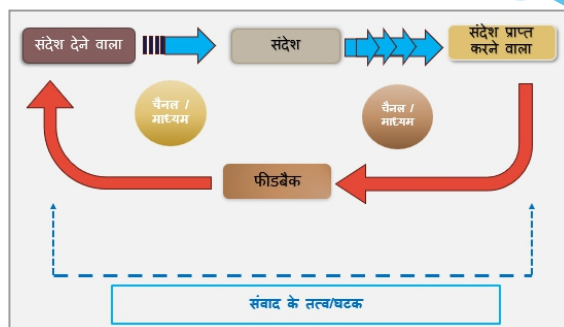 संदेश देने वाला
संदेश
संदेश प्राप्त
करने वाला
चैनल /
माध्यम
चैनल /
माध्यम
फीडबैक
संवाद के तत्व/घटक